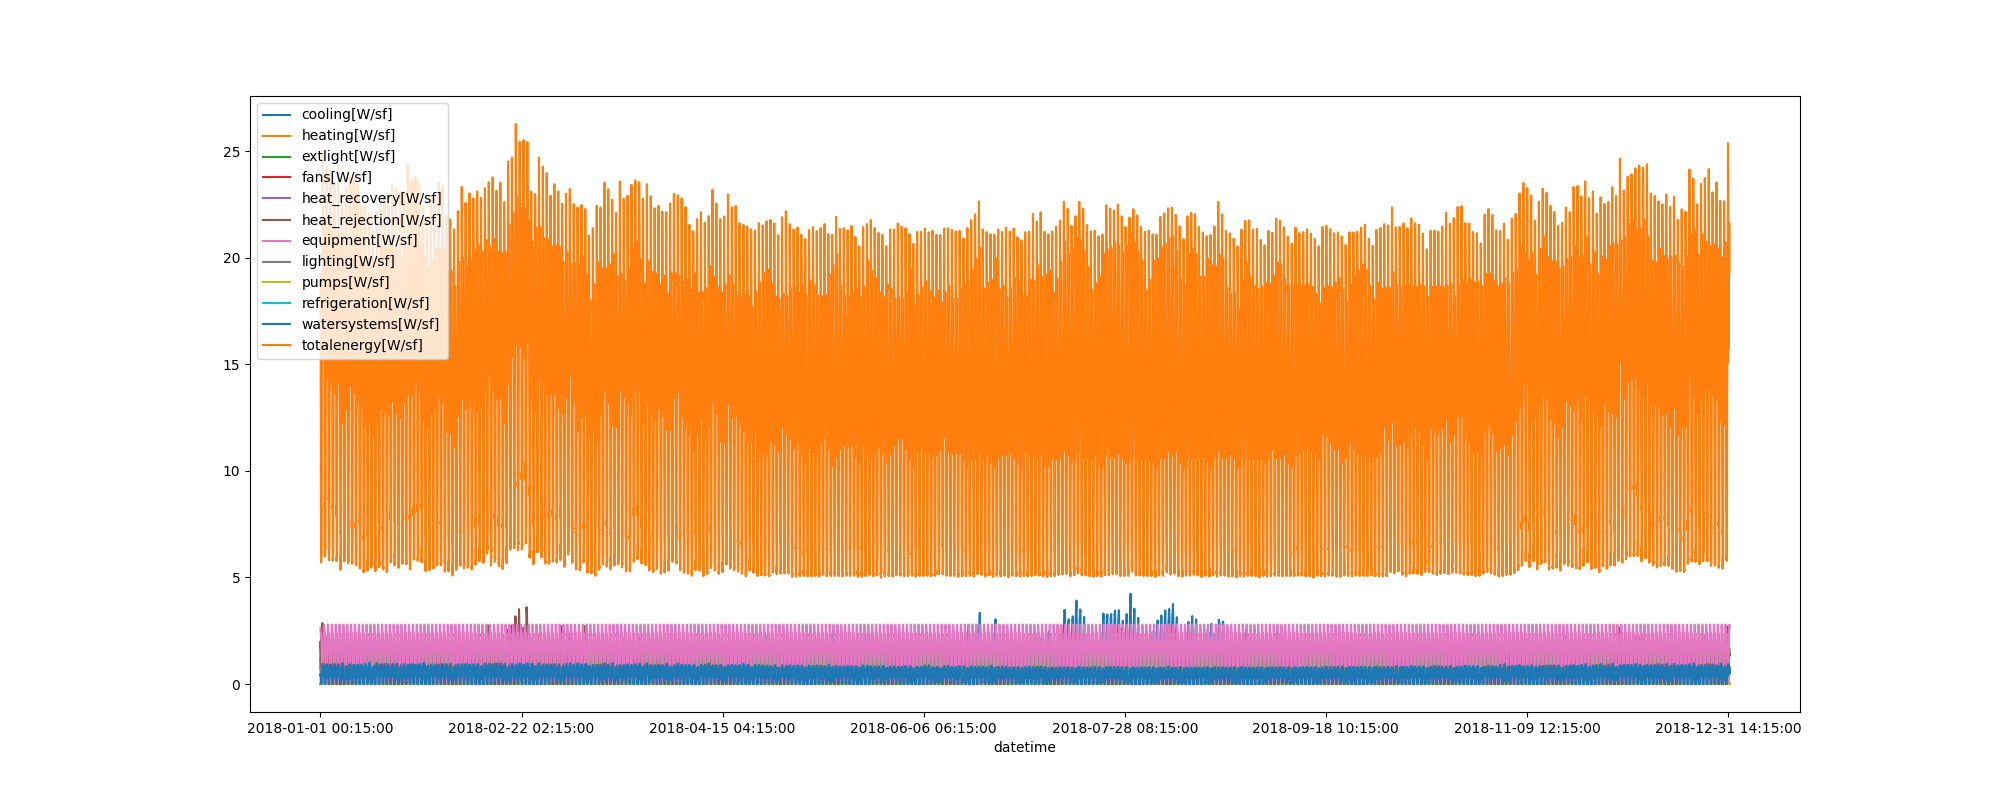 cooling[W/sf]
heating[W/sf]
extlight[W/sf]
fans[W/sf]
heat_recovery[W/sf]
heat_rejection[W/sf]
equipment[W/sf]
lighting[W/sf]
pumps[W/sf]
refrigeration[W/sf]
watersystems[W/sf]
totalenergy[W/sf]
25
20
15
10
5
0
2018-01-01 00:15:00 2018-02-22 02:15:00 2018-04-15 04:15:00 2018-06-06 06:15:00 2018-07-28 08:15:00 2018-09-18 10:15:00 2018-11-09 12:15:00 2018-12-31 14:15:00
datetime